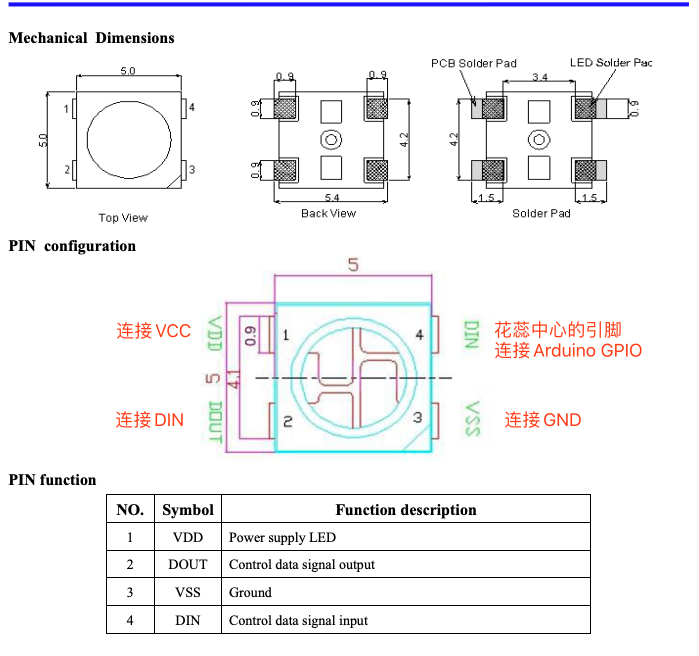 Mechanical Dimensions
PCB Solder Pad
LED Solder Pad
5.0
0.9
0.9
3.4
1
4
5.0
0.9
4.2
4.2
0.9
2
3
0.9
5.4
1.5
1.5
Top View
Back View
Solder Pad
PIN configuration
5
连接 VCC
VDD
0.9
1
4
DIN
花蕊中心的引脚
连接 Arduino GPIO
5
4.1
连接 DIN
DOUT
2
3
VSS
连接 GND
PIN function
NO. Symbol Function description
1 VDD Power supply LED
2 DOUT Control data signal output
3 VSS Ground
4 DIN Control data signal input